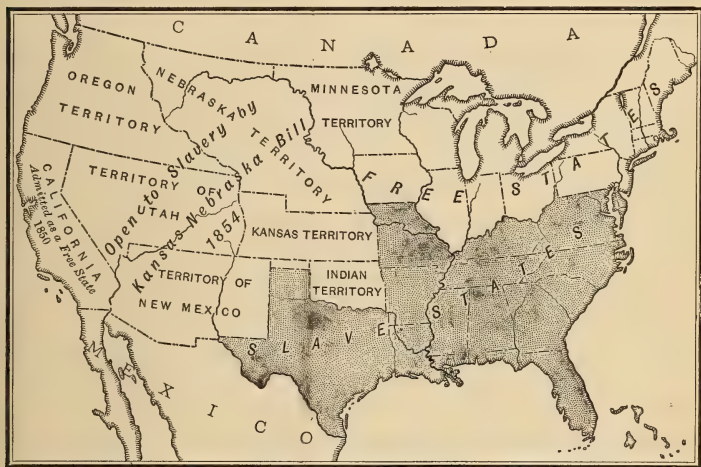 CANADA
OREGON
TERRITORY
NEBRASKA
TERRITORY
MINNESOTA
TERRITORY
FREE STATES
Open to Slavery by
Kansas-Nebraska Bill
1854
TERRITORY OF
UTAH
CALIFORNIA
Admitted as a Free State
1850
KANSAS TERRITORY
TERRITORY OF
NEW MEXICO
INDIAN
TERRITORY
SLAVE STATES
MEXICO